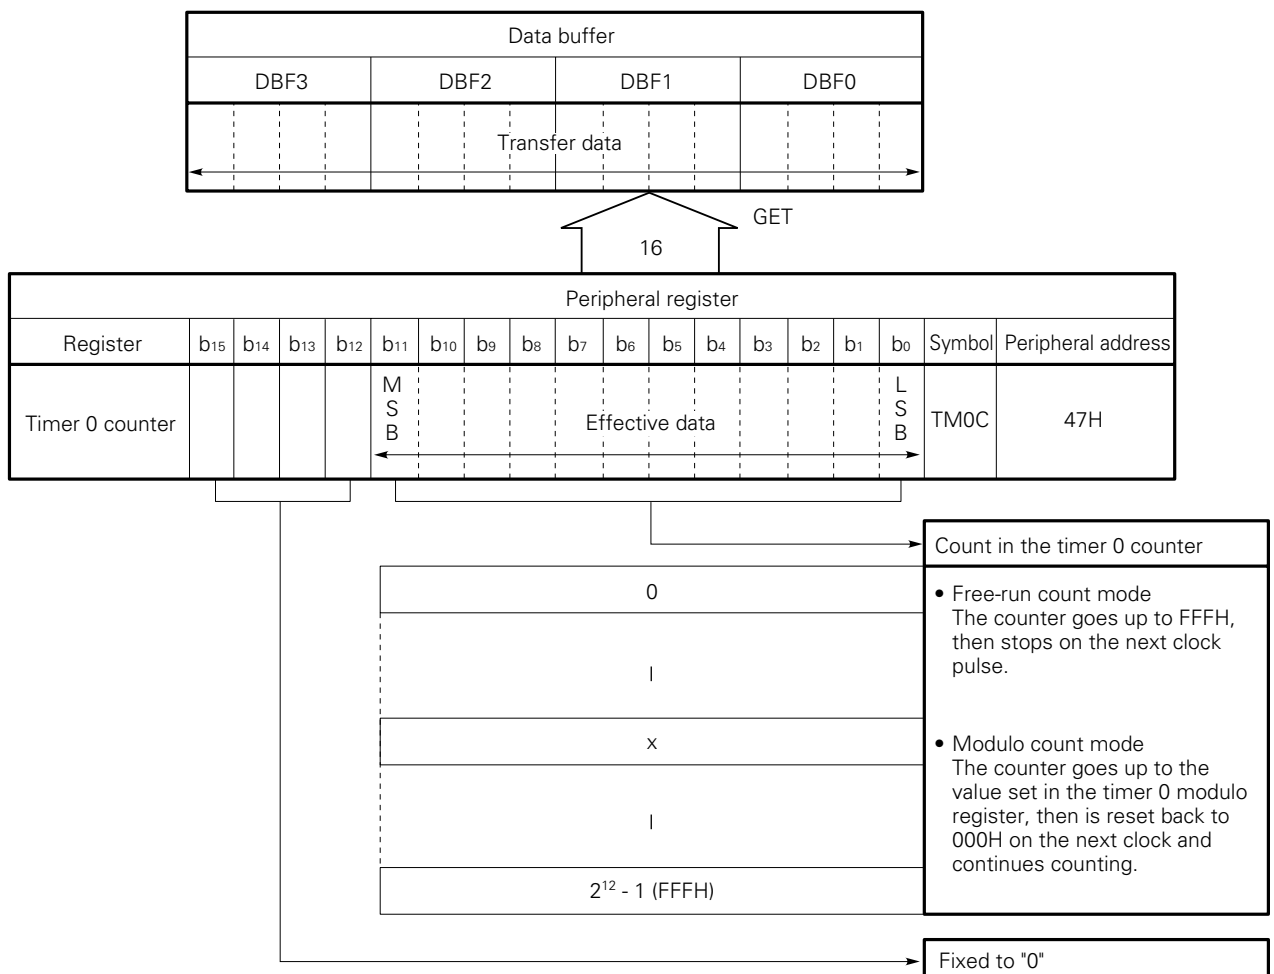 Data buffer
DBF3 DBF2 DBF1 DBF0
Transfer data
GET
16
Peripheral register
Register b15 b14 b13 b12 b11 b10 b9 b8 b7 b6 b5 b4 b3 b2 b1 b0 Symbol Peripheral address
Timer 0 counter
M
S
B
Effective data
L
S
B
TM0C
47H
Count in the timer 0 counter
0
l
x
l
2¹² - 1 (FFFH)
• Free-run count mode
The counter goes up to FFFH,
then stops on the next clock
pulse.
• Modulo count mode
The counter goes up to the
value set in the timer 0 modulo
register, then is reset back to
000H on the next clock and
continues counting.
Fixed to "0"